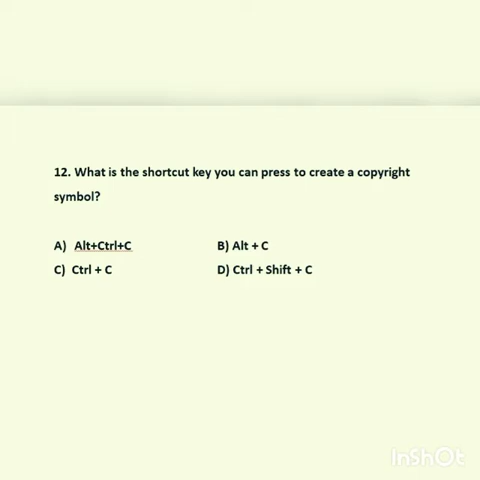 12. What is the shortcut key you can press to create a copyright
symbol?
A) Alt+Ctrl+C B) Alt + C
C) Ctrl + C D) Ctrl + Shift + C
InShOt